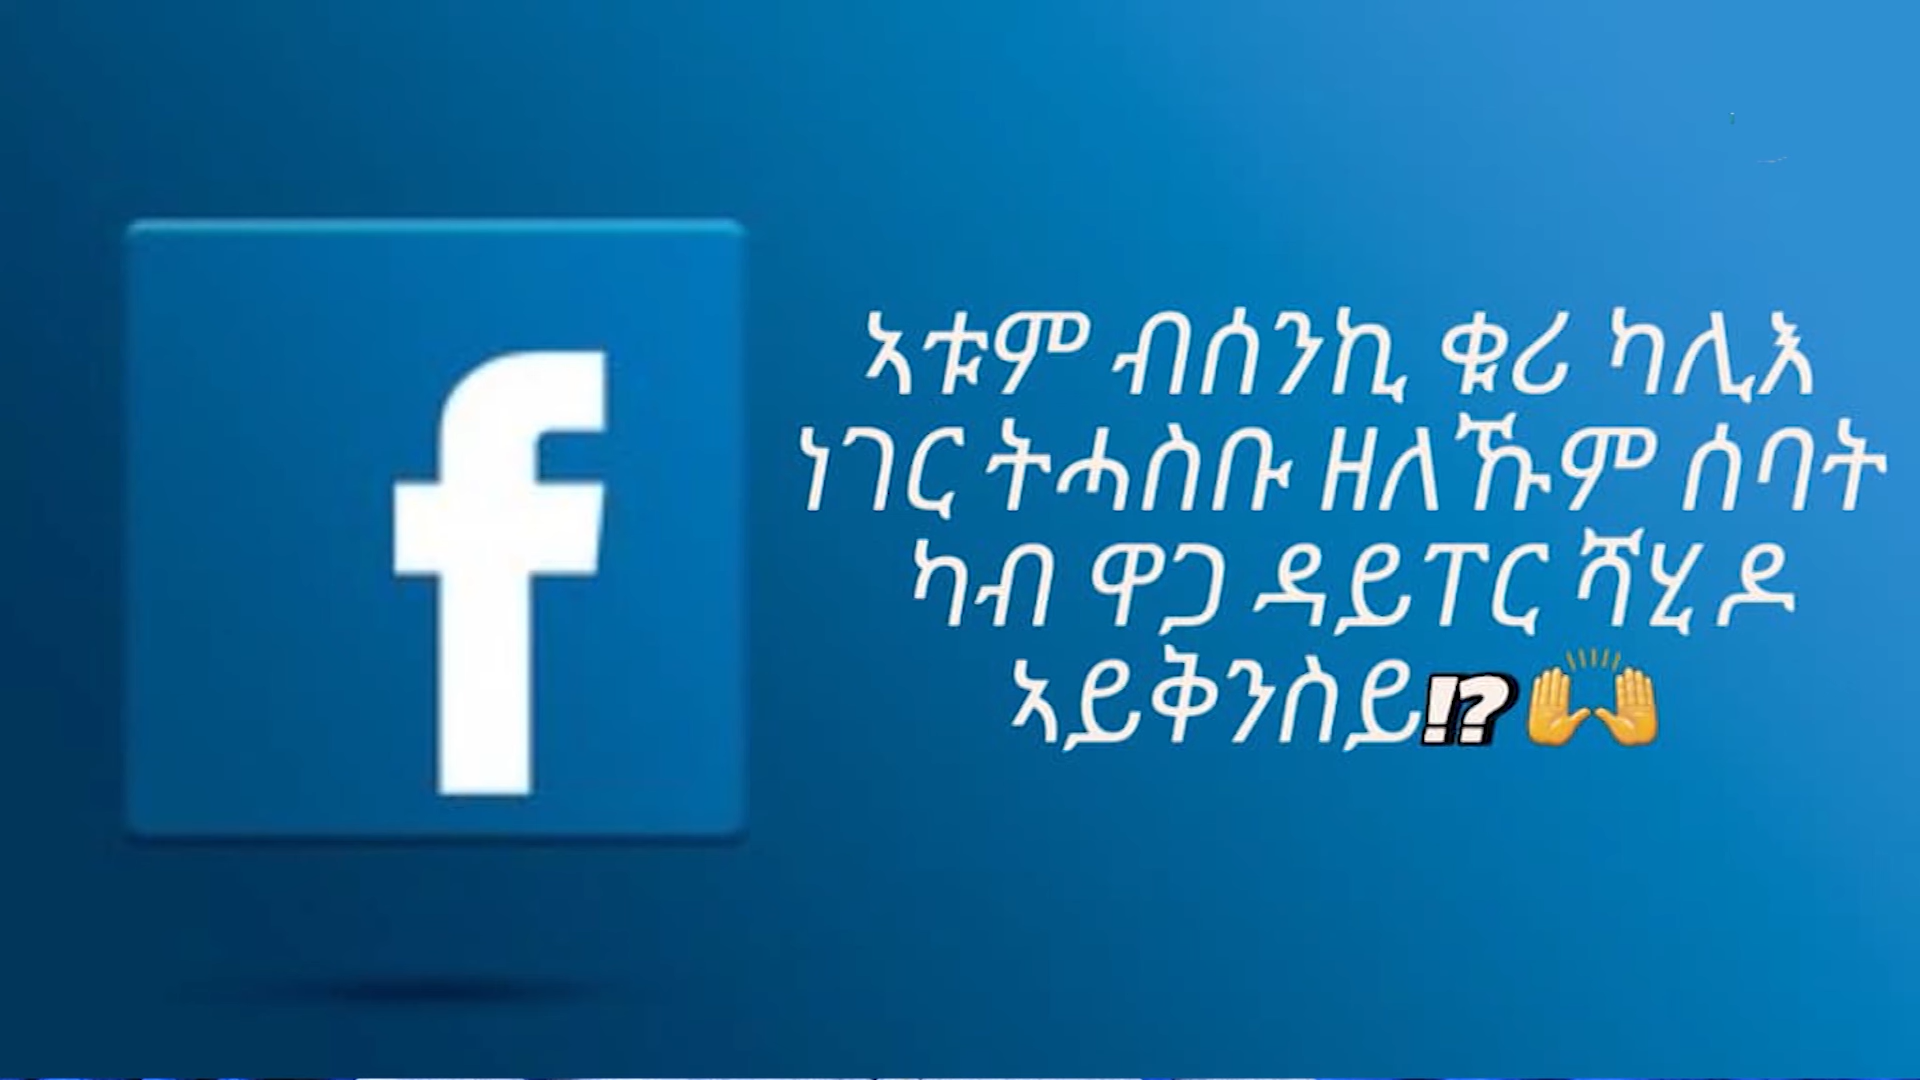 ኣቱም ብሰንኪ ቁሪ ካሊእ
ነገር ትሓስቡ ዘለኹም ሰባት
ካብ ዋጋ ዳይፐር ሻሂ ዶ
ኣይቅንስይ⁉️🙌